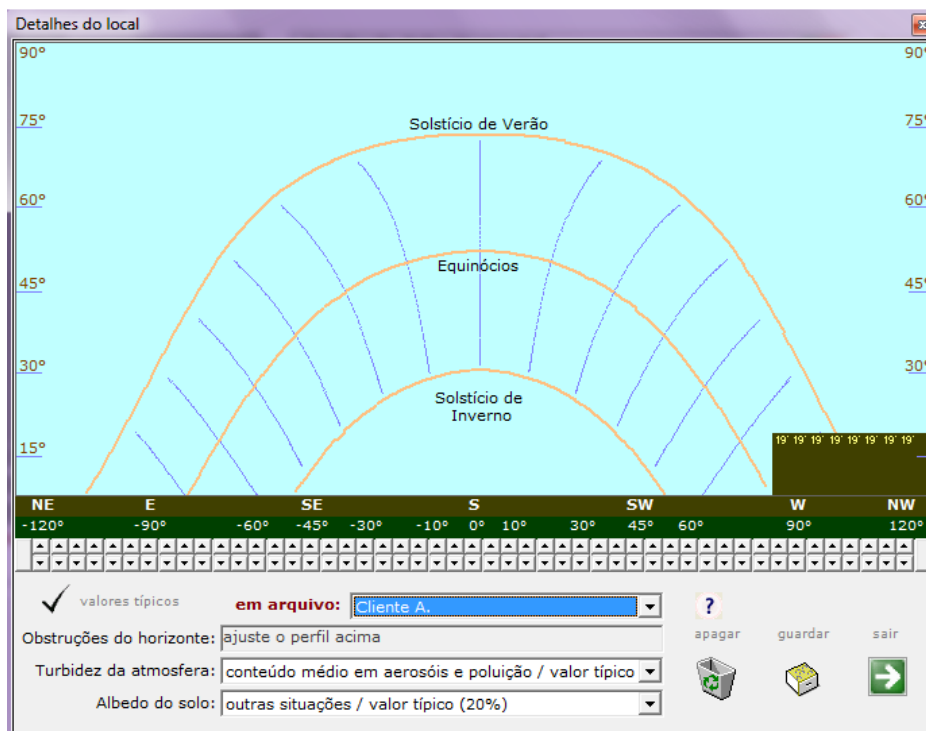 Detalhes do local
90° 90°
75° 75°
Solstício de Verão
60° 60°
Equinócios
45° 45°
30° 30°
Solstício de
Inverno
19° 19° 19° 19° 19° 19° 19° 19°
15° 15°
NE E SE S SW W NW
-120° -90° -60° -45° -30° -10° 0° 10° 30° 45° 60° 90° 120°
valores típicos em arquivo: Cliente A. ?
Obstruções do horizonte: ajuste o perfil acima apagar guardar sair
Turbidez da atmosfera: conteúdo médio em aerosóis e poluição / valor típico
Albedo do solo: outras situações / valor típico (20%)